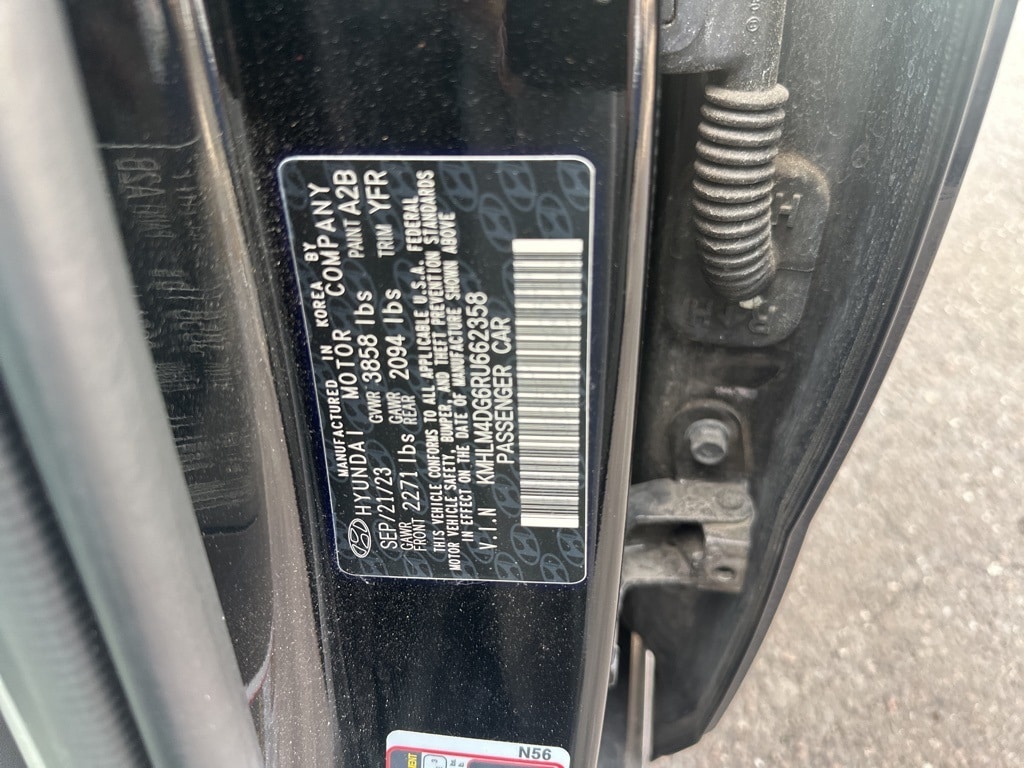 MANUFACTURED IN KOREA BY
HYUNDAI MOTOR COMPANY
SEP/21/23 GVWR 3858 lbs PAINT A2B
GAWR FRONT 2271 lbs GAWR REAR 2094 lbs TRIM YFR
THIS VEHICLE CONFORMS TO ALL APPLICABLE U.S.A. FEDERAL
MOTOR VEHICLE SAFETY, BUMPER, AND THEFT PREVENTION STANDARDS
IN EFFECT ON THE DATE OF MANUFACTURE SHOWN ABOVE
V.I.N KMHLM4DG6RU662358
PASSENGER CAR
N56